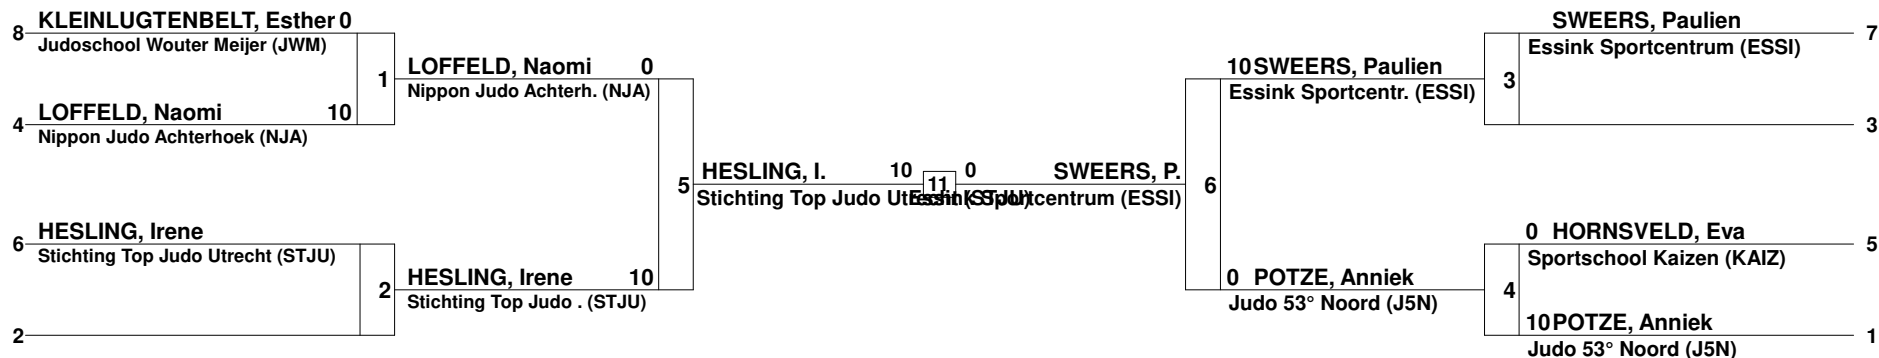 KLEINLUGTENBELT, Esther 0
8
Judoschool Wouter Meijer (JWM)
1
LOFFELD, Naomi 10
4
Nippon Judo Achterhoek (NJA)
LOFFELD, Naomi 0
Nippon Judo Achterh. (NJA)
HESLING, Irene
6
Stichting Top Judo Utrecht (STJU)
2
2
HESLING, Irene 10
Stichting Top Judo . (STJU)
5
HESLING, I. 10
Stichting Top Judo Utrecht (STJU)
11
0 SWEERS, P.
Essink Sportcentrum (ESSI)
6
10 SWEERS, Paulien
Essink Sportcentr. (ESSI)
0 POTZE, Anniek
Judo 53° Noord (J5N)
SWEERS, Paulien
7
Essink Sportcentrum (ESSI)
3
3
0 HORNSVELD, Eva
5
Sportschool Kaizen (KAIZ)
4
10 POTZE, Anniek
1
Judo 53° Noord (J5N)